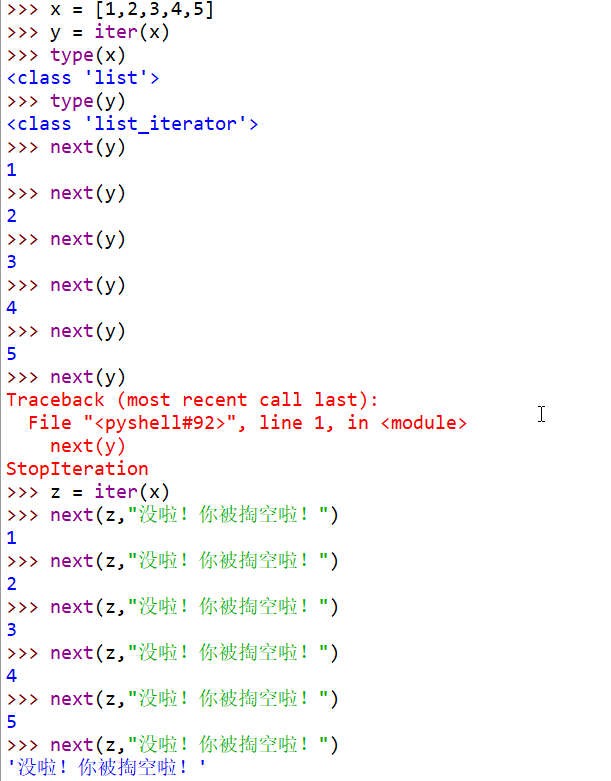 >>> x = [1,2,3,4,5]
>>> y = iter(x)
>>> type(x)
<class 'list'>
>>> type(y)
<class 'list_iterator'>
>>> next(y)
1
>>> next(y)
2
>>> next(y)
3
>>> next(y)
4
>>> next(y)
5
>>> next(y)
Traceback (most recent call last):
  File "<pyshell#92>", line 1, in <module>
    next(y)
StopIteration
>>> z = iter(x)
>>> next(z,"没啦！你被掏空啦！")
1
>>> next(z,"没啦！你被掏空啦！")
2
>>> next(z,"没啦！你被掏空啦！")
3
>>> next(z,"没啦！你被掏空啦！")
4
>>> next(z,"没啦！你被掏空啦！")
5
>>> next(z,"没啦！你被掏空啦！")
'没啦！你被掏空啦！'